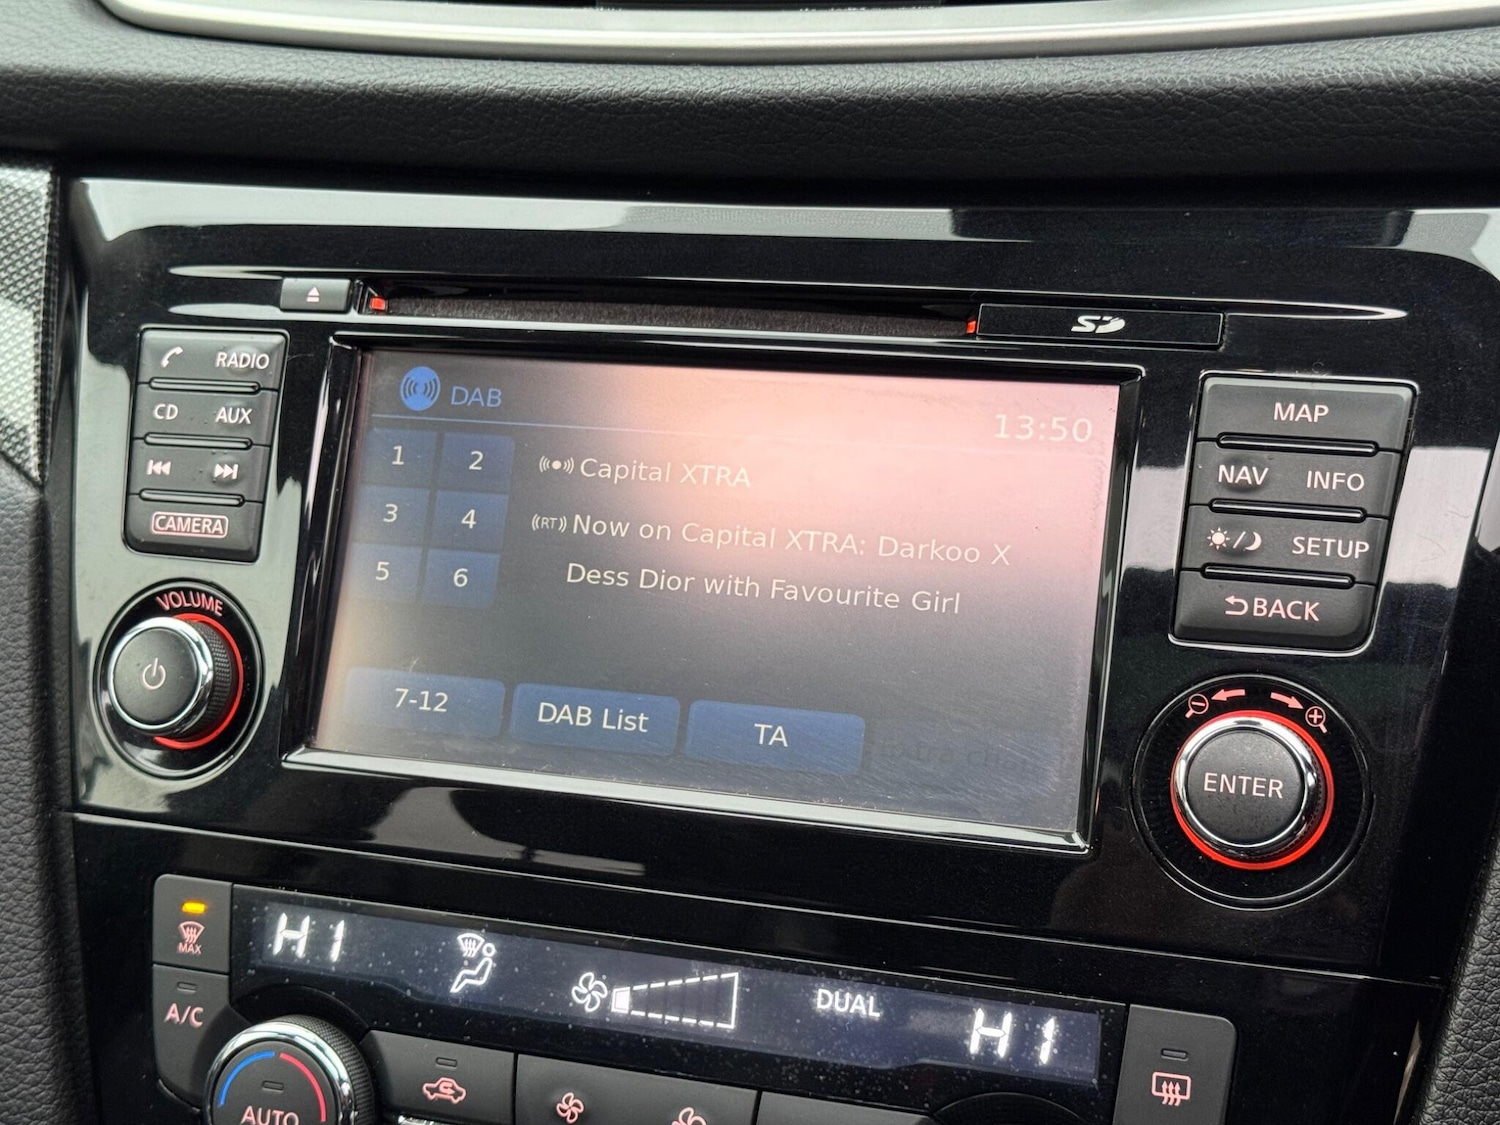 SD
RADIO
CD AUX
CAMERA
VOLUME
DAB
13:50
1 2
3 4
5 6
Capital XTRA
(RT) Now on Capital XTRA: Darkoo X
Dess Dior with Favourite Girl
7-12 DAB List TA
MAP
NAV INFO
SETUP
BACK
ENTER
MAX
A/C
HI
DUAL
HI
AUTO